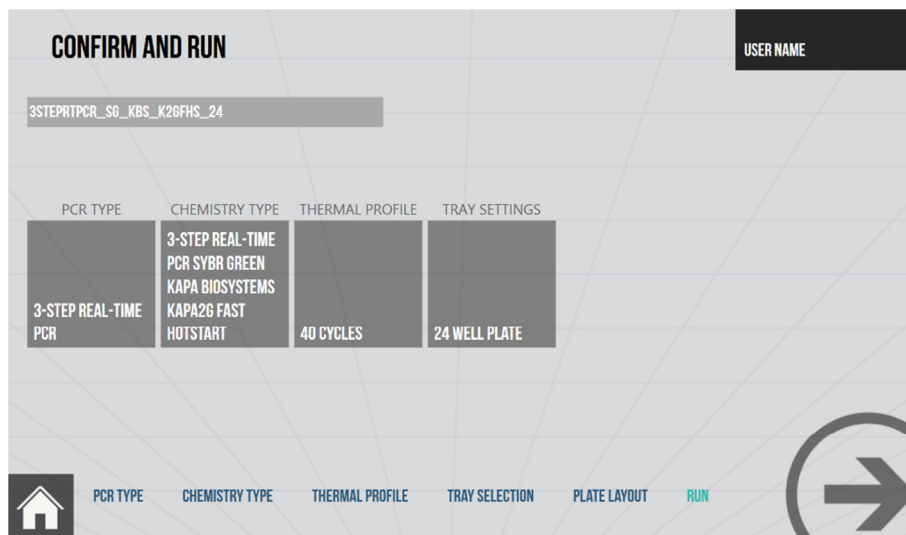 CONFIRM AND RUN
USER NAME
3STEPRTPCR_SG_KBS_K2GFHS_24
PCR TYPE
CHEMISTRY TYPE
THERMAL PROFILE
TRAY SETTINGS
3-STEP REAL-TIME
PCR
3-STEP REAL-TIME
PCR SYBR GREEN
KAPA BIOSYSTEMS
KAPA2G FAST
HOTSTART
40 CYCLES
24 WELL PLATE
PCR TYPE
CHEMISTRY TYPE
THERMAL PROFILE
TRAY SELECTION
PLATE LAYOUT
RUN